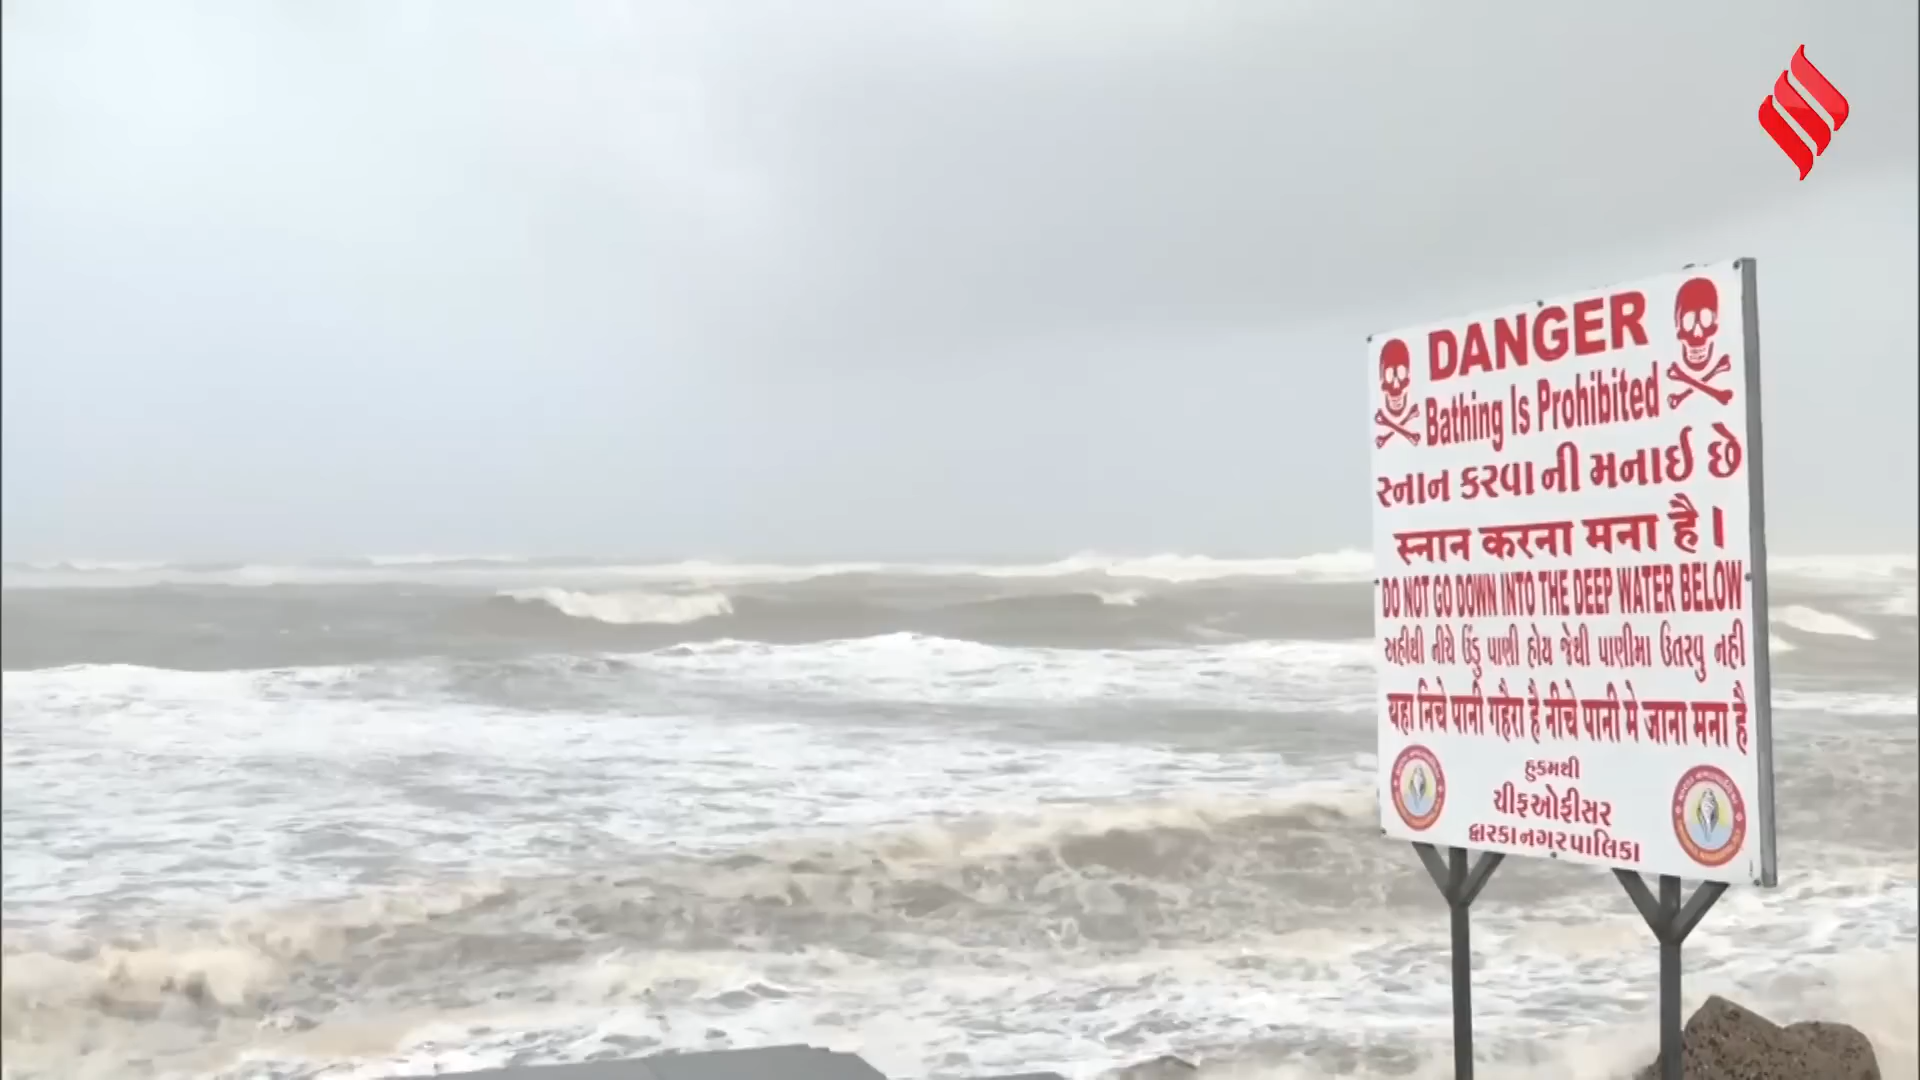 DANGER
Bathing Is Prohibited
સ્નાન કરવા ની મનાઈ છે
स्नान करना मना है।
DO NOT GO DOWN INTO THE DEEP WATER BELOW
અહીથી નીચે ઉંડુ પાણી હોય જેથી પાણીમા ઉતરવુ નહી
यहा निचे पानी गहैरा है नीचे पानी मे जाना मना है
હુકમથી
ચીફઓફીસર
દ્વારકા નગરપાલિકા